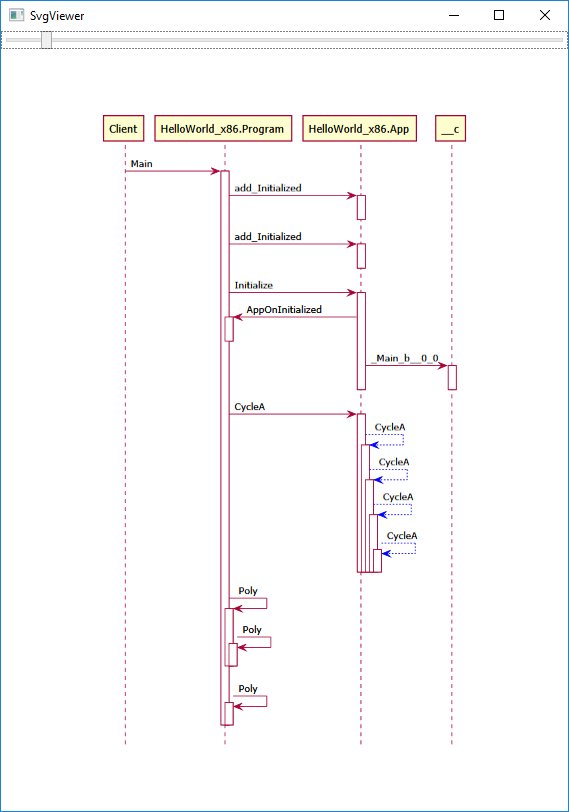 SvgViewer
Client HelloWorld_x86.Program HelloWorld_x86.App __c
Main
add_Initialized
add_Initialized
Initialize
AppOnInitialized
_Main_b__0_0
CycleA
CycleA
CycleA
CycleA
CycleA
Poly
Poly
Poly